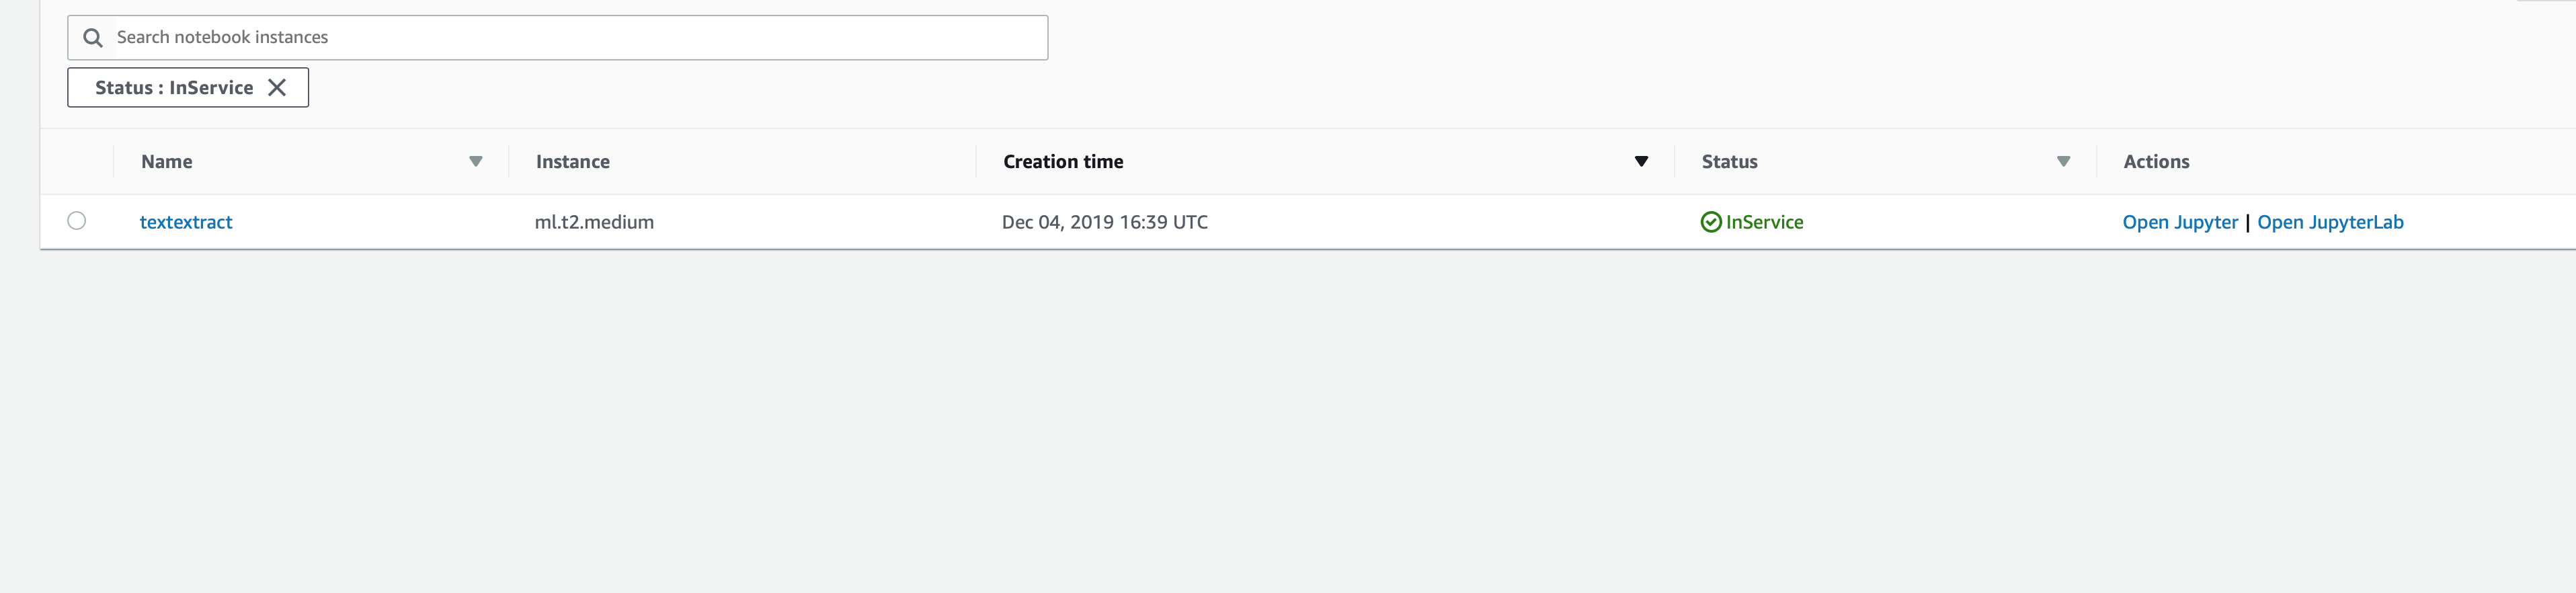 Search notebook instances
Status : InService
Name Instance Creation time Status Actions
textextract ml.t2.medium Dec 04, 2019 16:39 UTC InService Open Jupyter | Open JupyterLab